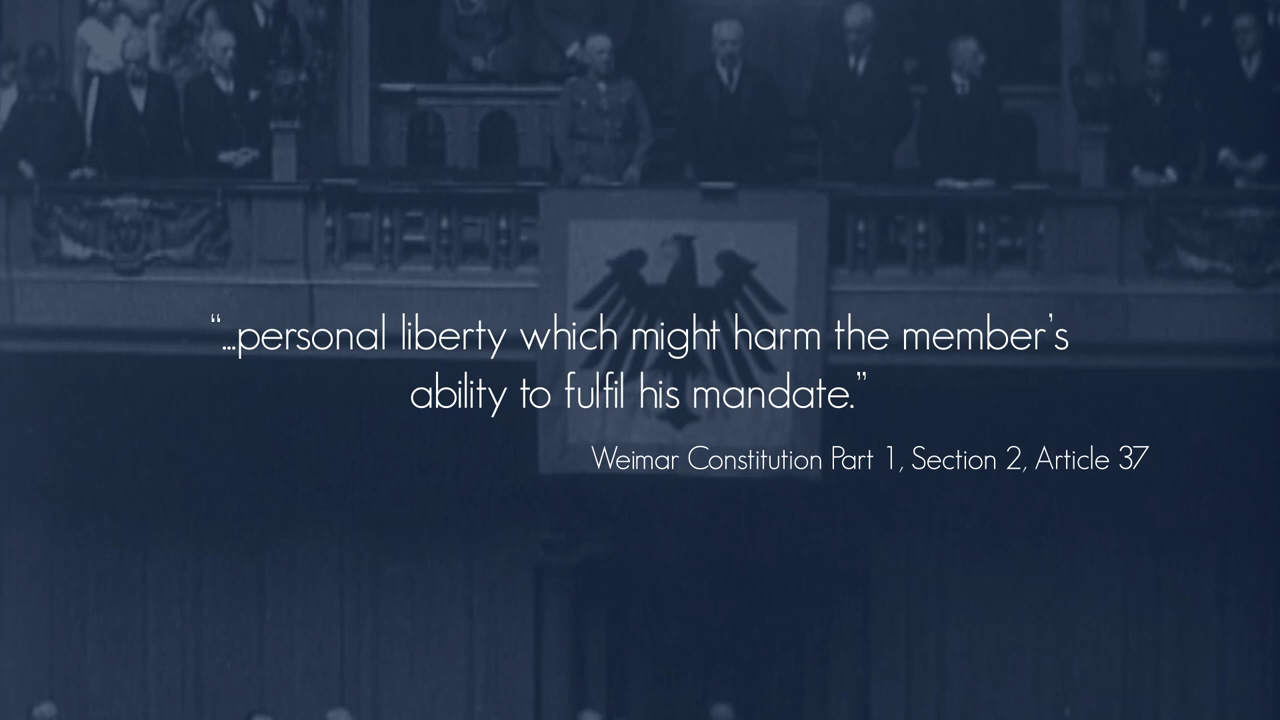 “...personal liberty which might harm the member’s
ability to fulfil his mandate.”
Weimar Constitution Part 1, Section 2, Article 37